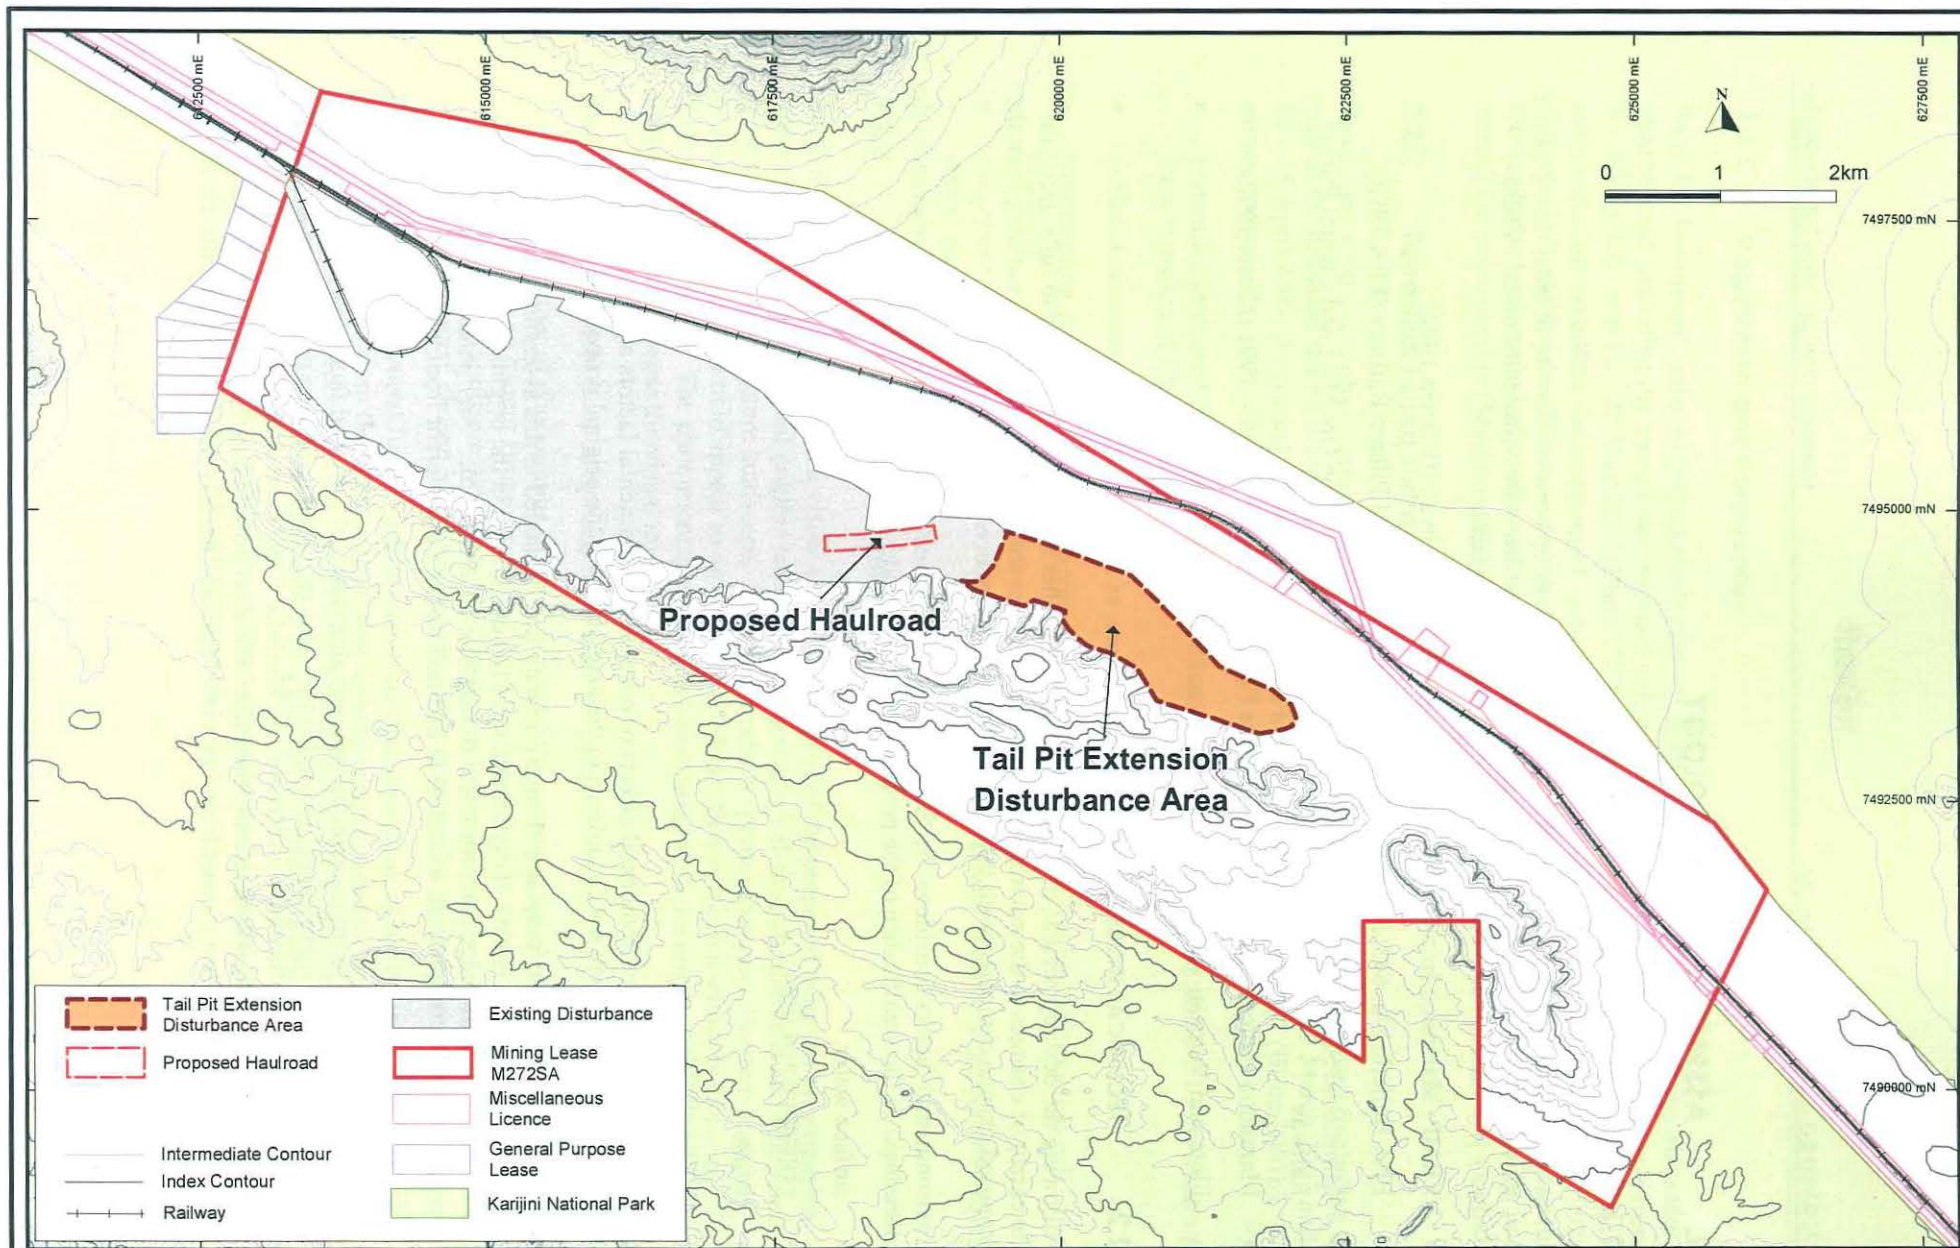 612500 mE
615000 mE
617500 mE
620000 mE
622500 mE
625000 mE
627500 mE
N
0 1 2km
7497500 mN
7495000 mN
7492500 mN
7490000 mN
Proposed Haulroad
Tail Pit Extension
Disturbance Area
Tail Pit Extension
Disturbance Area
Proposed Haulroad
Intermediate Contour
Index Contour
Railway
Existing Disturbance
Mining Lease
M272SA
Miscellaneous
Licence
General Purpose
Lease
Karijini National Park